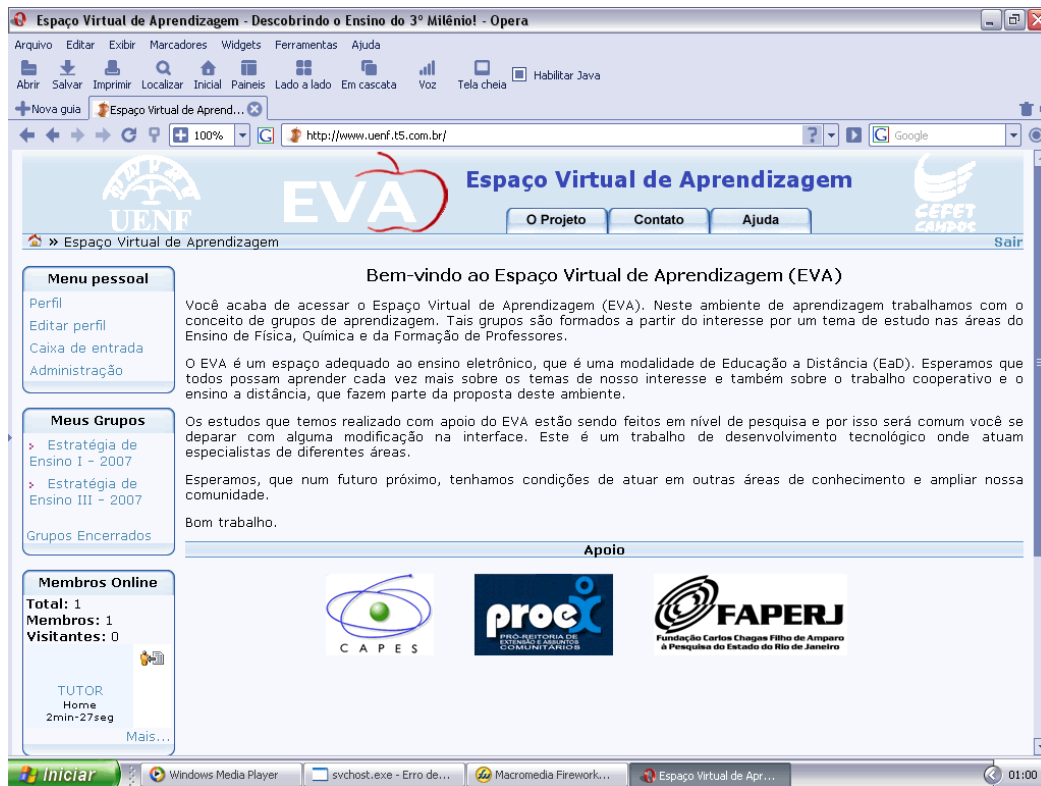 Espaço Virtual de Aprendizagem - Descobrindo o Ensino do 3º Milênio! - Opera
Arquivo Editar Exibir Marcadores Widgets Ferramentas Ajuda
Abrir Salvar Imprimir Localizar Inicial Paineis Lado a lado Em cascata Voz Tela cheia Habilitar Java
Nova guia Espaço Virtual de Aprend...
100% G http://www.uenf.t5.com.br/ ? G Google
UENF
EVA
Espaço Virtual de Aprendizagem
CEFET
CAMPOS
O Projeto Contato Ajuda
» Espaço Virtual de Aprendizagem Sair
Menu pessoal
Perfil
Editar perfil
Caixa de entrada
Administração
Meus Grupos
Estratégia de
Ensino I - 2007
Estratégia de
Ensino III - 2007
Grupos Encerrados
Membros Online
Total: 1
Membros: 1
Visitantes: 0
TUTOR
Home
2min-27seg
Mais...
Bem-vindo ao Espaço Virtual de Aprendizagem (EVA)
Você acaba de acessar o Espaço Virtual de Aprendizagem (EVA). Neste ambiente de aprendizagem trabalhamos com o
conceito de grupos de aprendizagem. Tais grupos são formados a partir do interesse por um tema de estudo nas áreas do
Ensino de Física, Química e da Formação de Professores.
O EVA é um espaço adequado ao ensino eletrônico, que é uma modalidade de Educação a Distância (EaD). Esperamos que
todos possam aprender cada vez mais sobre os temas de nosso interesse e também sobre o trabalho cooperativo e o
ensino a distância, que fazem parte da proposta deste ambiente.
Os estudos que temos realizado com apoio do EVA estão sendo feitos em nível de pesquisa e por isso será comum você se
deparar com alguma modificação na interface. Este é um trabalho de desenvolvimento tecnológico onde atuam
especialistas de diferentes áreas.
Esperamos, que num futuro próximo, tenhamos condições de atuar em outras áreas de conhecimento e ampliar nossa
comunidade.
Bom trabalho.
Apoio
CAPES
proex
PRÓ-REITORIA DE
EXTENSÃO E ASSUNTOS
COMUNITÁRIOS
FAPERJ
Fundação Carlos Chagas Filho de Amparo
à Pesquisa do Estado do Rio de Janeiro
Iniciar Windows Media Player svchost.exe - Erro de... Macromedia Firework... Espaço Virtual de Apr... 01:00